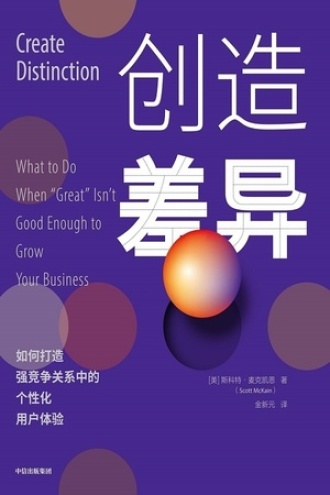 Create
Distinction
创造
差异
What to Do
When “Great” Isn't
Good Enough to
Grow
Your Business
[美] 斯科特·麦克凯恩 著
(Scott McKain)
金新元 译
如何打造
强竞争关系中的
个性化
用户体验
中信出版集团